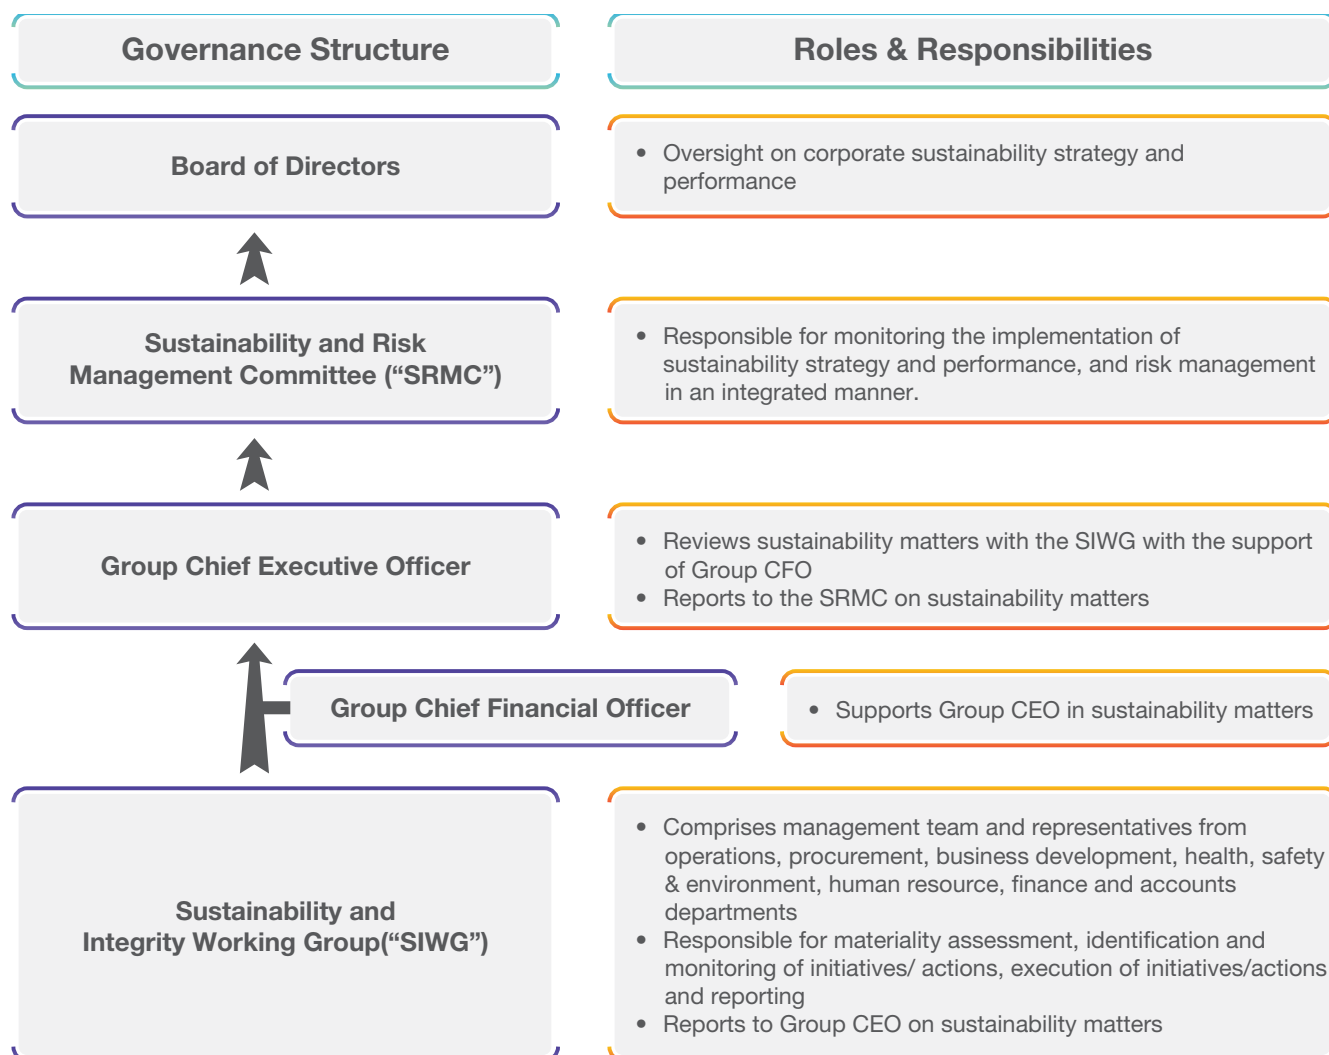 Governance Structure
Roles & Responsibilities
Board of Directors
• Oversight on corporate sustainability strategy and
performance
Sustainability and Risk
Management Committee (“SRMC”)
• Responsible for monitoring the implementation of
sustainability strategy and performance, and risk management
in an integrated manner.
Group Chief Executive Officer
• Reviews sustainability matters with the SIWG with the support
of Group CFO
• Reports to the SRMC on sustainability matters
Group Chief Financial Officer
• Supports Group CEO in sustainability matters
Sustainability and
Integrity Working Group(“SIWG”)
• Comprises management team and representatives from
operations, procurement, business development, health, safety
& environment, human resource, finance and accounts
departments
• Responsible for materiality assessment, identification and
monitoring of initiatives/ actions, execution of initiatives/actions
and reporting
• Reports to Group CEO on sustainability matters